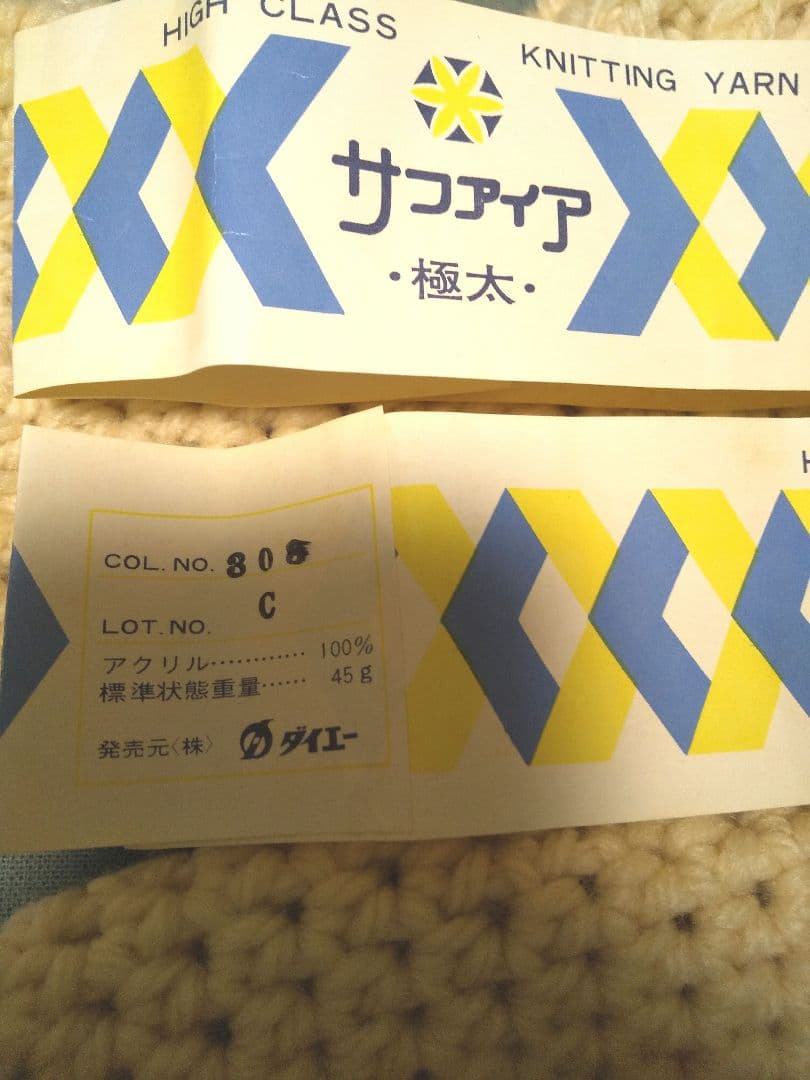 HIGH CLASS
KNITTING YARN
サファイア
・極太・
H
COL. NO. 305
LOT. NO. C
アクリル………… 100%
標準状態重量…… 45g
発売元〈株〉 ダイエー